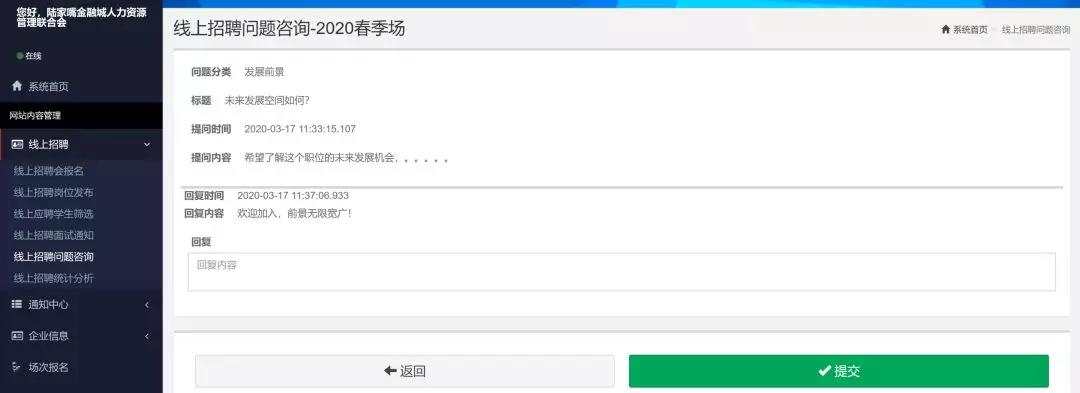 您好，陆家嘴金融城人力资源
管理联合会
在线
系统首页
网站内容管理
线上招聘
线上招聘会报名
线上招聘岗位发布
线上应聘学生筛选
线上招聘面试通知
线上招聘问题咨询
线上招聘统计分析
通知中心
企业信息
场次报名
线上招聘问题咨询-2020春季场
系统首页 线上招聘问题咨询
问题分类 发展前景
标题 未来发展空间如何?
提问时间 2020-03-17 11:33:15.107
提问内容 希望了解这个职位的未来发展机会，。。。。。
回复时间 2020-03-17 11:37:06.933
回复内容 欢迎加入，前景无限宽广！
回复
回复内容
返回
提交